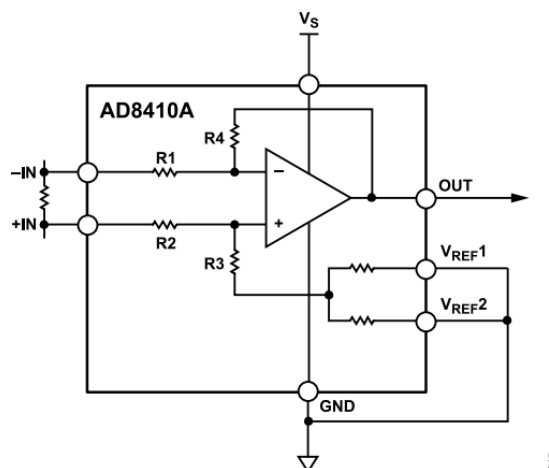 VS
AD8410A
R4
–IN
R1
–
OUT
+IN
R2
+
R3
VREF1
VREF2
GND